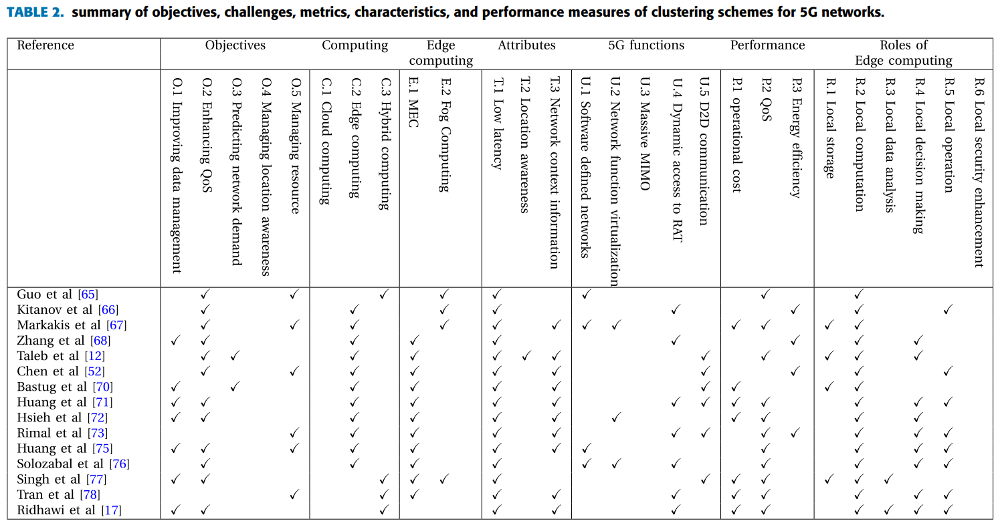 TABLE 2. summary of objectives, challenges, metrics, characteristics, and performance measures of clustering schemes for 5G networks.
Reference Objectives Computing Edge Attributes 5G functions Performance Roles of
computing Edge computing
O.1 Improving data management
O.2 Enhancing QoS
O.3 Predicting network demand
O.4 Managing location awareness
O.5 Managing resource
C.1 Cloud computing
C.2 Edge computing
C.3 Hybrid computing
E.1 MEC
E.2 Fog Computing
T.1 Low latency
T.2 Location awareness
T.3 Network context information
U.1 Software defined networks
U.2 Network function virtualization
U.3 Massive MIMO
U.4 Dynamic access to RAT
U.5 D2D communication
P.1 operational cost
P.2 QoS
P.3 Energy efficiency
R.1 Local storage
R.2 Local computation
R.3 Local data analysis
R.4 Local decision making
R.5 Local operation
R.6 Local security enhancement
Guo et al [65] ✓ ✓ ✓ ✓ ✓ ✓ ✓ ✓
Kitanov et al [66] ✓ ✓ ✓ ✓ ✓ ✓ ✓ ✓
Markakis et al [67] ✓ ✓ ✓ ✓ ✓ ✓ ✓ ✓ ✓ ✓ ✓ ✓
Zhang et al [68] ✓ ✓ ✓ ✓ ✓ ✓ ✓ ✓ ✓
Taleb et al [12] ✓ ✓ ✓ ✓ ✓ ✓ ✓ ✓ ✓ ✓ ✓ ✓
Chen et al [52] ✓ ✓ ✓ ✓ ✓ ✓ ✓ ✓ ✓ ✓
Bastug et al [70] ✓ ✓ ✓ ✓ ✓ ✓ ✓ ✓ ✓ ✓
Huang et al [71] ✓ ✓ ✓ ✓ ✓ ✓ ✓ ✓ ✓ ✓ ✓ ✓ ✓
Hsieh et al [72] ✓ ✓ ✓ ✓ ✓ ✓ ✓ ✓ ✓ ✓ ✓
Rimal et al [73] ✓ ✓ ✓ ✓ ✓ ✓ ✓ ✓ ✓ ✓ ✓ ✓
Huang et al [75] ✓ ✓ ✓ ✓ ✓ ✓ ✓ ✓ ✓ ✓ ✓ ✓
Solozabal et al [76] ✓ ✓ ✓ ✓ ✓ ✓ ✓ ✓ ✓ ✓ ✓
Singh et al [77] ✓ ✓ ✓ ✓ ✓ ✓ ✓ ✓ ✓ ✓ ✓ ✓
Tran et al [78] ✓ ✓ ✓ ✓ ✓ ✓ ✓ ✓ ✓ ✓ ✓
Ridhawi et al [17] ✓ ✓ ✓ ✓ ✓ ✓ ✓ ✓ ✓ ✓ ✓ ✓